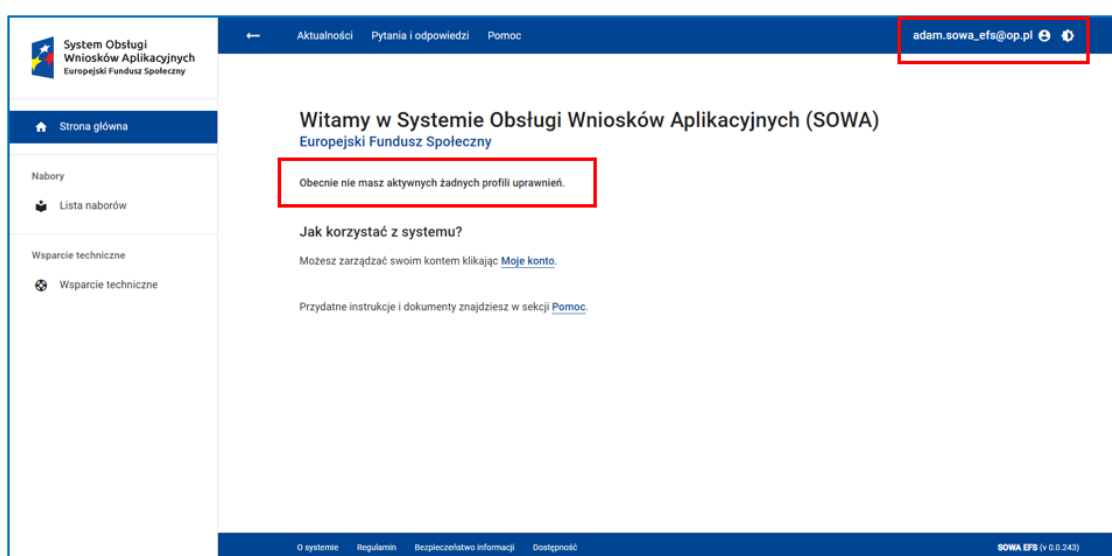 System Obsługi
Wniosków Aplikacyjnych
Europejski Fundusz Społeczny
Aktualności Pytania i odpowiedzi Pomoc
adam.sowa_efs@op.pl
Strona główna
Nabory
Lista naborów
Wsparcie techniczne
Wsparcie techniczne
Witamy w Systemie Obsługi Wniosków Aplikacyjnych (SOWA)
Europejski Fundusz Społeczny
Obecnie nie masz aktywnych żadnych profili uprawnień.
Jak korzystać z systemu?
Możesz zarządzać swoim kontem klikając Moje konto.
Przydatne instrukcje i dokumenty znajdziesz w sekcji Pomoc.
O systemie Regulamin Bezpieczeństwo informacji Dostępność
SOWA EFS (v 0.0.243)